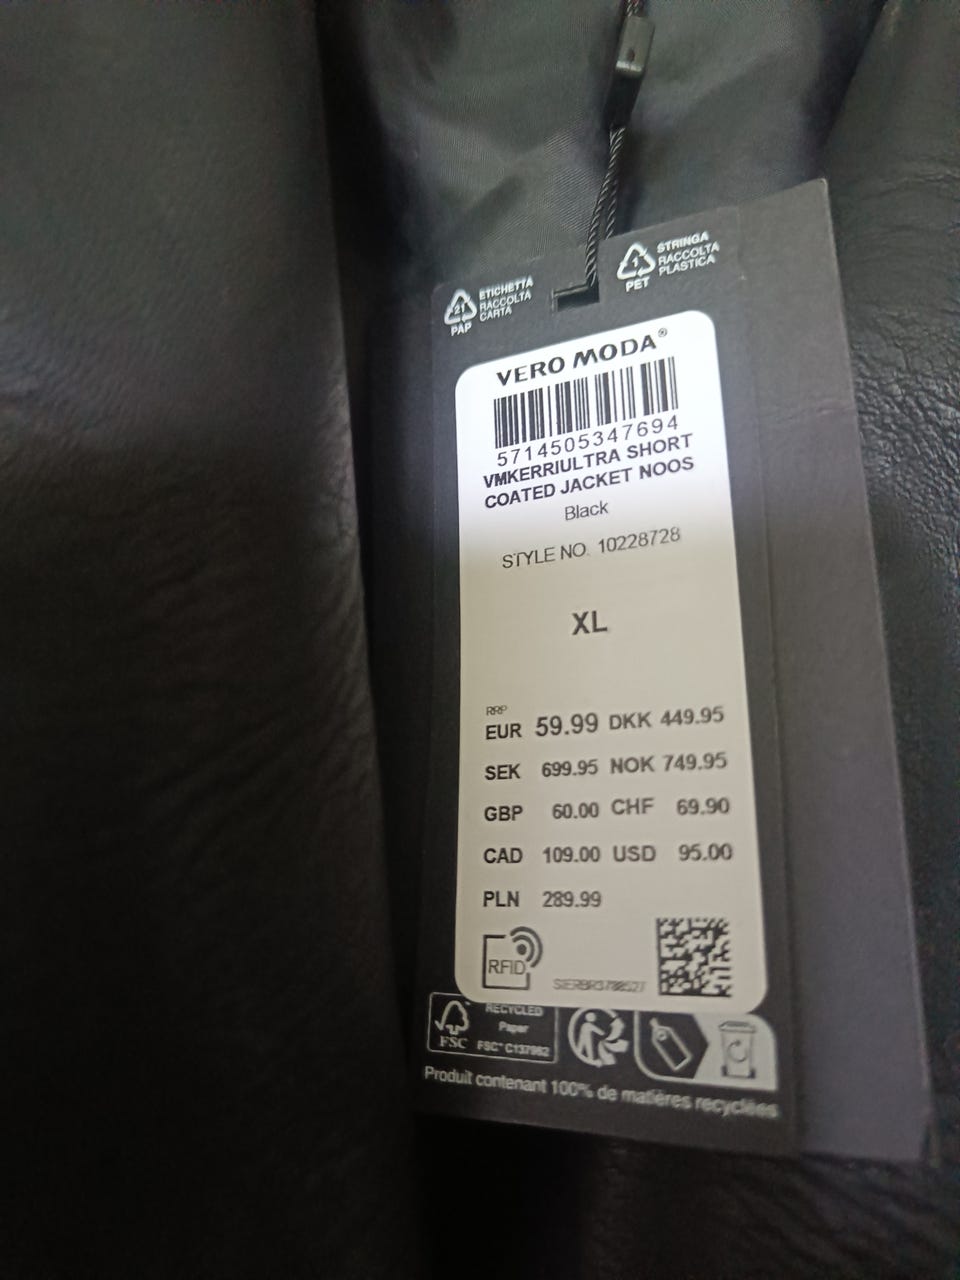 ETICHETTA
RACCOLTA
CARTA
21
PAP
STRINGA
RACCOLTA
PLASTICA
1
PET
VERO MODA®
5714505347694
VMKERRIULTRA SHORT
COATED JACKET NOOS
Black
STYLE NO. 10228728
XL
RRP
EUR 59.99 DKK 449.95
SEK 699.95 NOK 749.95
GBP 60.00 CHF 69.90
CAD 109.00 USD 95.00
PLN 289.99
RFID
RECYCLED
Paper
FSC FSC™ C137982
Produit contenant 100% de matières recyclées